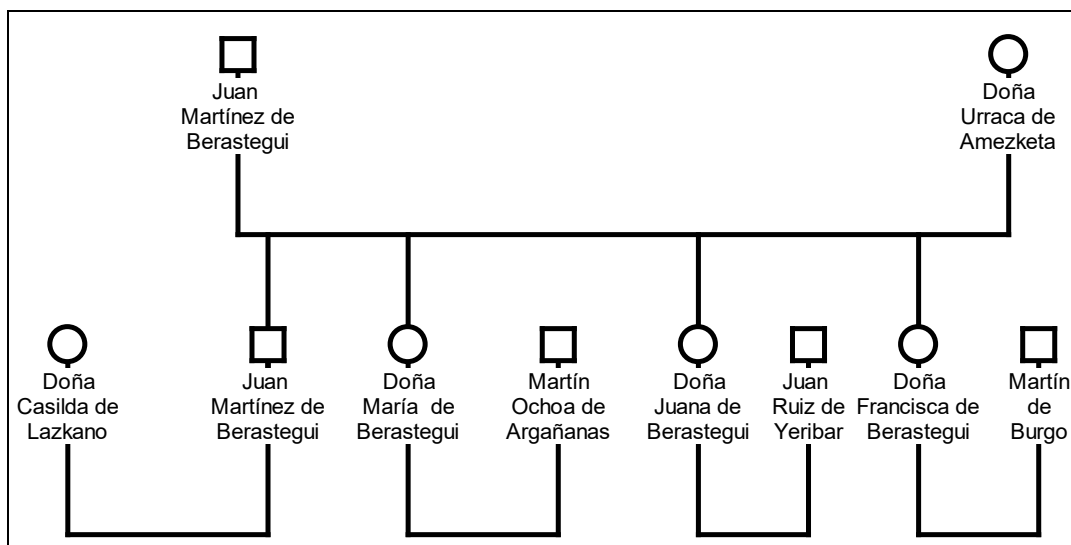 Juan
Martínez de
Berastegui
Doña
Urraca de
Amezketa
Doña
Casilda de
Lazkano
Juan
Martínez de
Berastegui
Doña
María de
Berastegui
Martín
Ochoa de
Argañanas
Doña
Juana de
Berastegui
Juan
Ruiz de
Yeribar
Doña
Francisca de
Berastegui
Martín
de
Burgo